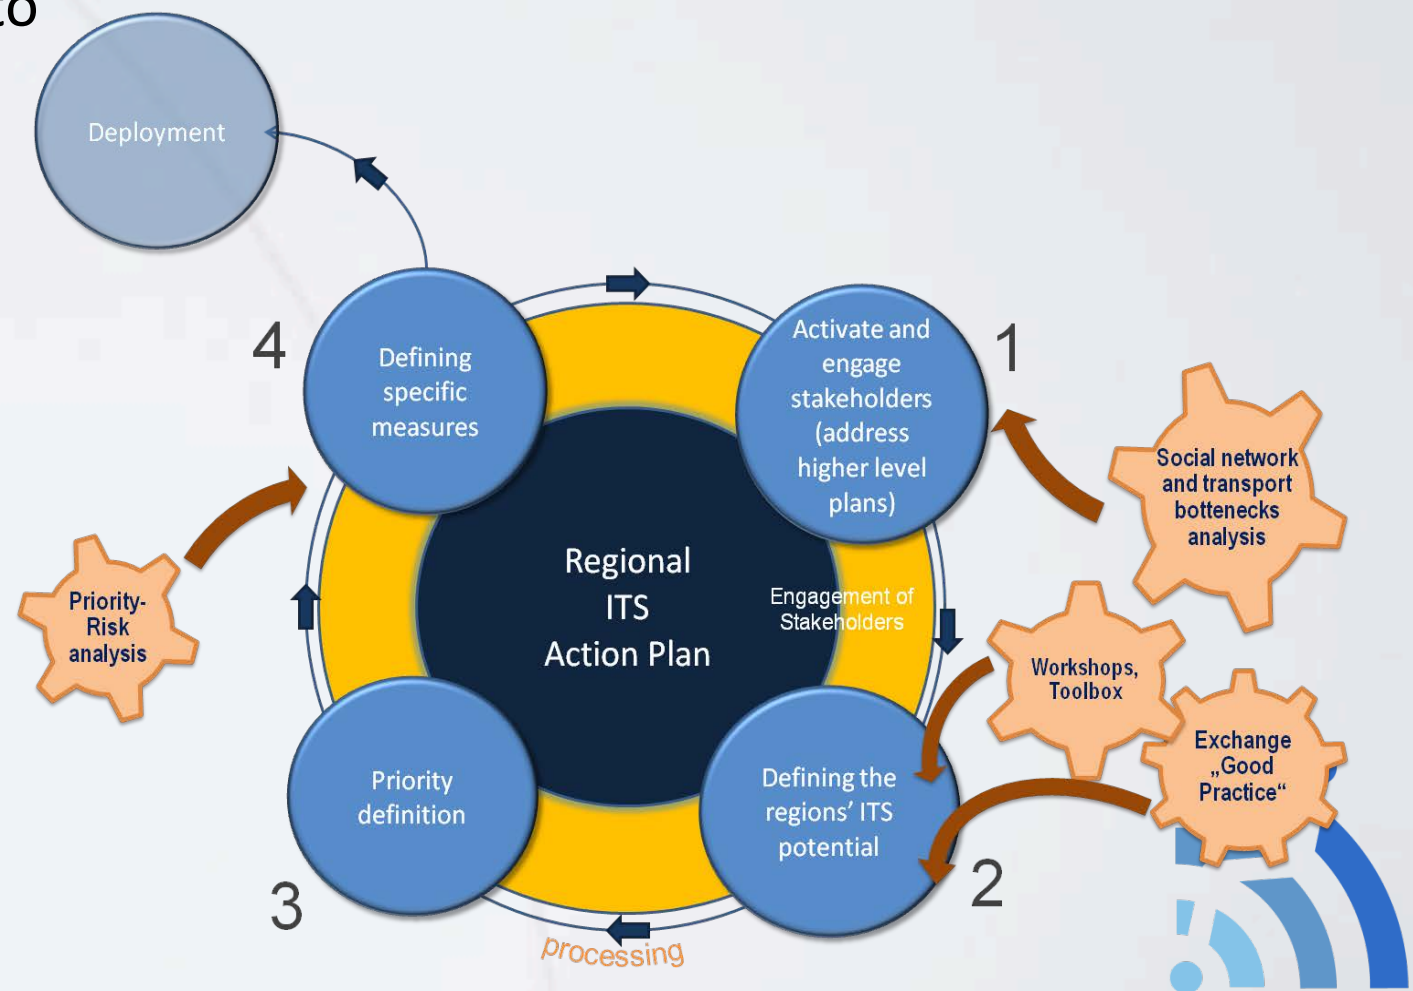 to
Deployment
4
Defining
specific
measures
Activate and
engage
stakeholders
(address
higher level
plans)
1
Social network
and transport
bottenecks
analysis
Regional
ITS
Action Plan
Engagement of
Stakeholders
Priority-
Risk
analysis
Workshops,
Toolbox
Exchange
„Good
Practice“
Priority
definition
3
Defining the
regions’ ITS
potential
2
processing